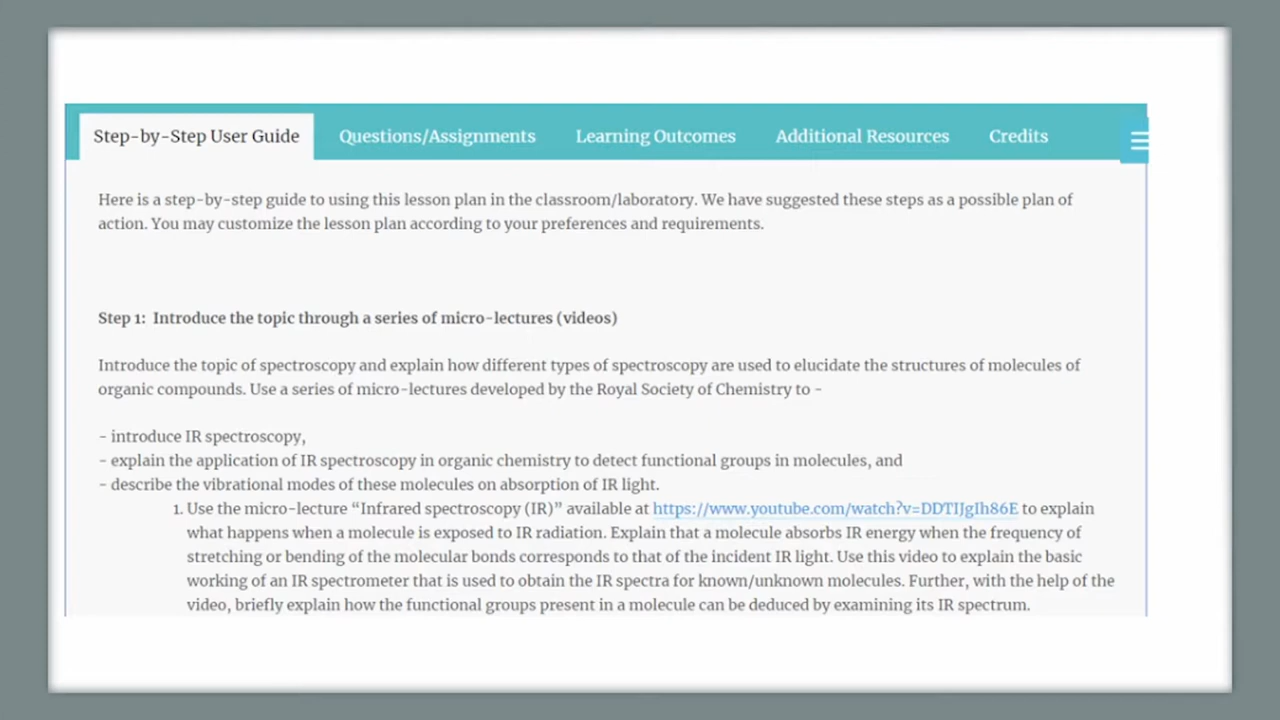 Step-by-Step User Guide Questions/Assignments Learning Outcomes Additional Resources Credits
Here is a step-by-step guide to using this lesson plan in the classroom/laboratory. We have suggested these steps as a possible plan of
action. You may customize the lesson plan according to your preferences and requirements.
Step 1: Introduce the topic through a series of micro-lectures (videos)
Introduce the topic of spectroscopy and explain how different types of spectroscopy are used to elucidate the structures of molecules of
organic compounds. Use a series of micro-lectures developed by the Royal Society of Chemistry to -
- introduce IR spectroscopy,
- explain the application of IR spectroscopy in organic chemistry to detect functional groups in molecules, and
- describe the vibrational modes of these molecules on absorption of IR light.
1. Use the micro-lecture “Infrared spectroscopy (IR)” available at https://www.youtube.com/watch?v=DDTIJgIh86E to explain
what happens when a molecule is exposed to IR radiation. Explain that a molecule absorbs IR energy when the frequency of
stretching or bending of the molecular bonds corresponds to that of the incident IR light. Use this video to explain the basic
working of an IR spectrometer that is used to obtain the IR spectra for known/unknown molecules. Further, with the help of the
video, briefly explain how the functional groups present in a molecule can be deduced by examining its IR spectrum.